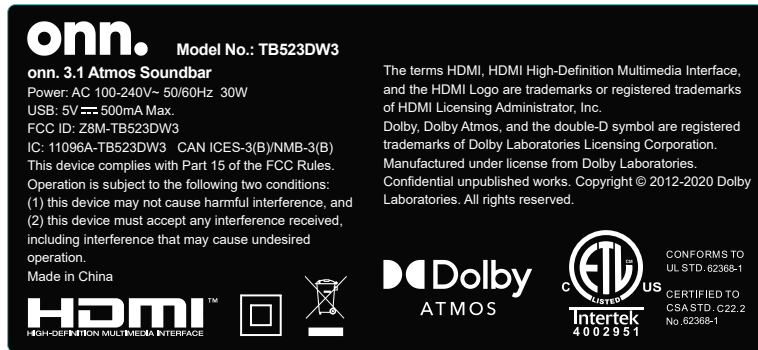 onn.
Model No.: TB523DW3
onn. 3.1 Atmos Soundbar
Power: AC 100-240V~ 50/60Hz  30W
USB: 5V⎓500mA Max.
FCC ID: Z8M-TB523DW3
IC: 11096A-TB523DW3   CAN ICES-3(B)/NMB-3(B)
This device complies with Part 15 of the FCC Rules.
Operation is subject to the following two conditions:
(1) this device may not cause harmful interference, and
(2) this device must accept any interference received,
including interference that may cause undesired
operation.
Made in China
HDMI™
HIGH-DEFINITION MULTIMEDIA INTERFACE
The terms HDMI, HDMI High-Definition Multimedia Interface,
and the HDMI Logo are trademarks or registered trademarks
of HDMI Licensing Administrator, Inc.
Dolby, Dolby Atmos, and the double-D symbol are registered
trademarks of Dolby Laboratories Licensing Corporation.
Manufactured under license from Dolby Laboratories.
Confidential unpublished works. Copyright © 2012-2020 Dolby
Laboratories. All rights reserved.
Dolby
ATMOS
ETL
CM
LISTED
C US
Intertek
4002951
CONFORMS TO
UL STD. 62368-1
CERTIFIED TO
CSA STD. C22.2
No.62368-1